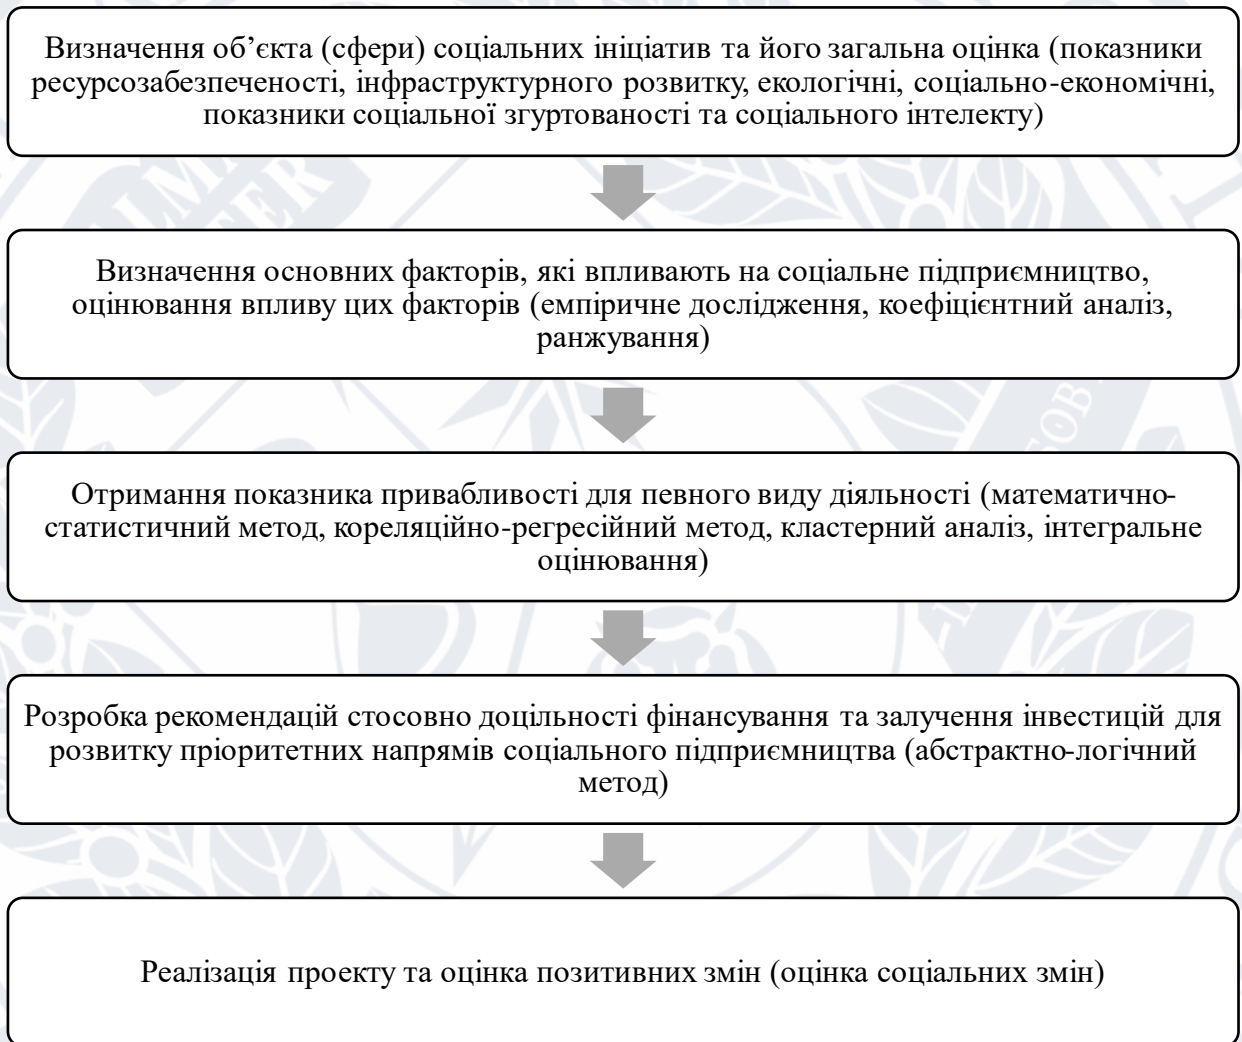 Визначення об’єкта (сфери) соціальних ініціатив та його загальна оцінка (показники
ресурсозабезпеченості, інфраструктурного розвитку, екологічні, соціально-економічні,
показники соціальної згуртованості та соціального інтелекту)
Визначення основних факторів, які впливають на соціальне підприємництво,
оцінювання впливу цих факторів (емпіричне дослідження, коефіцієнтний аналіз,
ранжування)
Отримання показника привабливості для певного виду діяльності (математично-
статистичний метод, кореляційно-регресійний метод, кластерний аналіз, інтегральне
оцінювання)
Розробка рекомендацій стосовно доцільності фінансування та залучення інвестицій для
розвитку пріоритетних напрямів соціального підприємництва (абстрактно-логічний
метод)
Реалізація проекту та оцінка позитивних змін (оцінка соціальних змін)